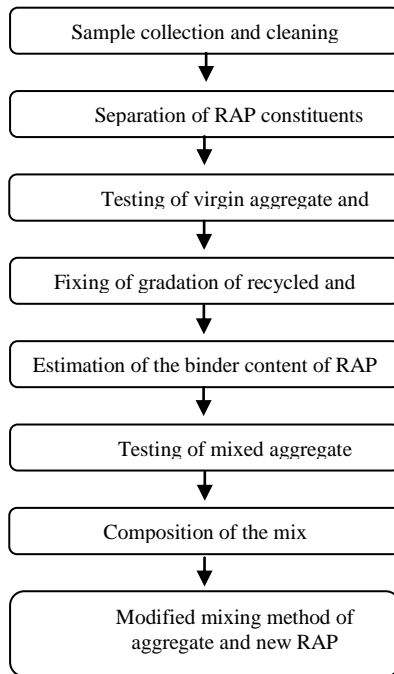 Sample collection and cleaning
Separation of RAP constituents
Testing of virgin aggregate and
Fixing of gradation of recycled and
Estimation of the binder content of RAP
Testing of mixed aggregate
Composition of the mix
Modified mixing method of
aggregate and new RAP